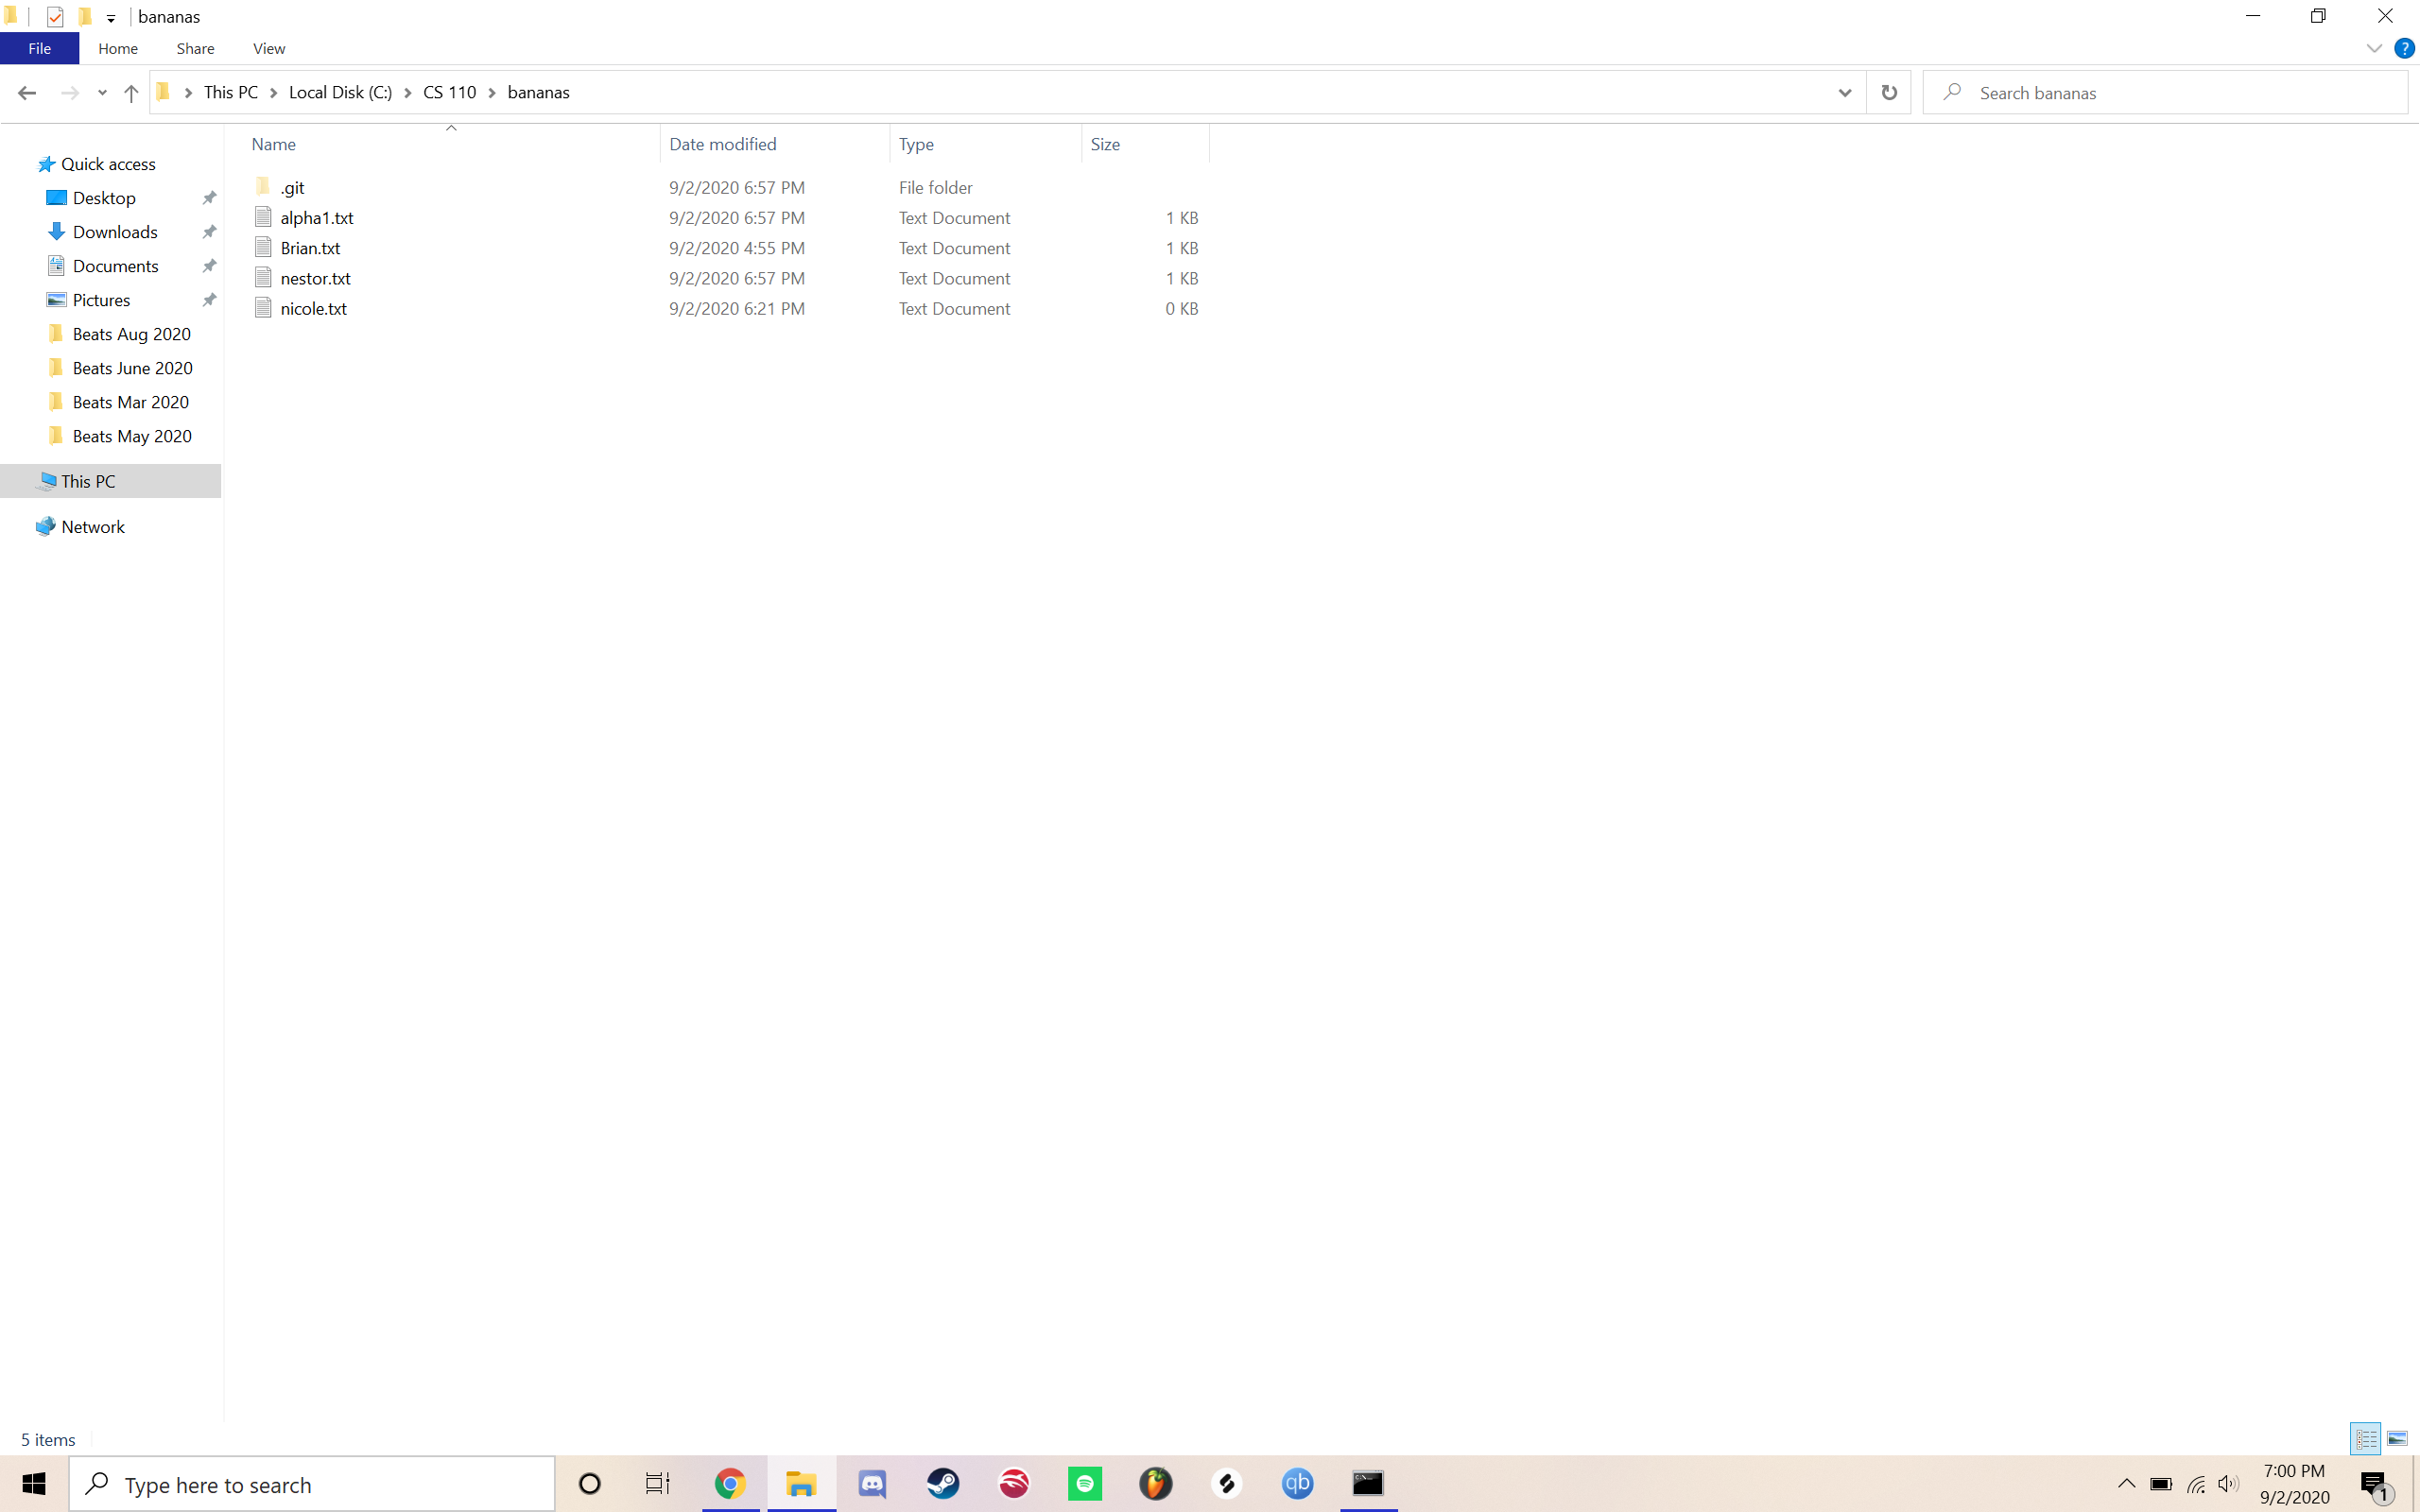 bananas
File Home Share View
This PC Local Disk (C:) CS 110 bananas Search bananas
Name Date modified Type Size
Quick access
Desktop
Downloads
Documents
Pictures
Beats Aug 2020
Beats June 2020
Beats Mar 2020
Beats May 2020
This PC
Network
.git 9/2/2020 6:57 PM File folder
alpha1.txt 9/2/2020 6:57 PM Text Document 1 KB
Brian.txt 9/2/2020 4:55 PM Text Document 1 KB
nestor.txt 9/2/2020 6:57 PM Text Document 1 KB
nicole.txt 9/2/2020 6:21 PM Text Document 0 KB
5 items
Type here to search
qb
7:00 PM
9/2/2020
1